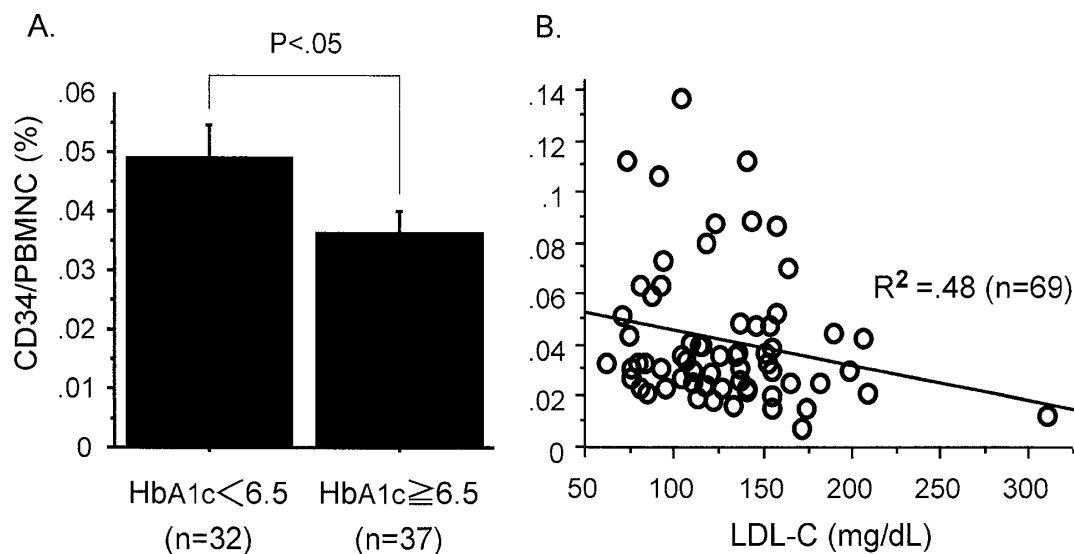 A.
P<.05
CD34/PBMNC (%)
.06
.05
.04
.03
.02
.01
0
HbA1c<6.5
(n=32)
HbA1c≧6.5
(n=37)
B.
.14
.12
.1
.08
.06
.04
.02
0
R² =.48 (n=69)
50 100 150 200 250 300
LDL-C (mg/dL)